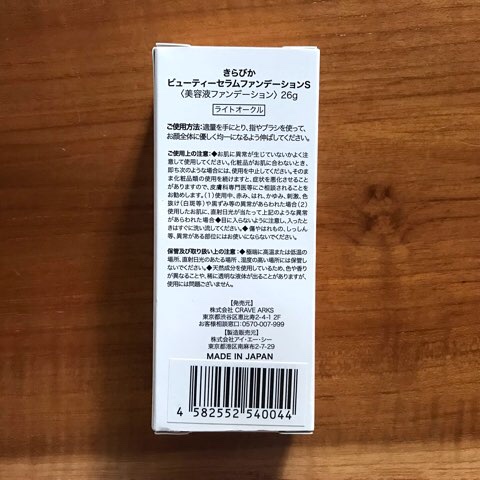 きらぴか
ビューティーセラムファンデーションS
〈美容液ファンデーション〉26g
ライトオークル
ご使用方法:適量を手にとり、指やブラシを使って、
お顔全体に優しく均一になるよう伸ばしてください。
ご使用上の注意:◆お肌に異常が生じていないかよく注
意して使用してください。化粧品がお肌に合わないとき、
即ち次のような場合には、使用を中止してください。その
まま化粧品類の使用を続けますと、症状を悪化させること
がありますので、皮膚科専門医等にご相談されることを
お勧めします。(1)使用中、赤み、はれ、かゆみ、刺激、色
抜け(白斑等)や黒ずみ等の異常があらわれた場合(2)
使用したお肌に、直射日光が当たって上記のような異常
があらわれた場合◆目に入らないように注意し、入ったと
きはすぐに洗い流してください。◆傷やはれもの、しっしん
等、異常がある部位にはお使いにならないでください。
保管及び取り扱い上の注意:◆極端に高温または低温の
場所、直射日光のあたる場所、湿度の高い場所には保管し
ないでください。◆天然成分を使用しているため、色や香り
が異なることや、稀に透明な液体が出ることがありますが、
使用には問題ございません。
【発売元】
株式会社 CRAVE ARKS
東京都渋谷区恵比寿2-4-1 2F
お客様相談窓口:0570-007-999
【製造販売元】
株式会社アイ・エー・シー
東京都港区南麻布2-7-29
MADE IN JAPAN
4 582552 540044